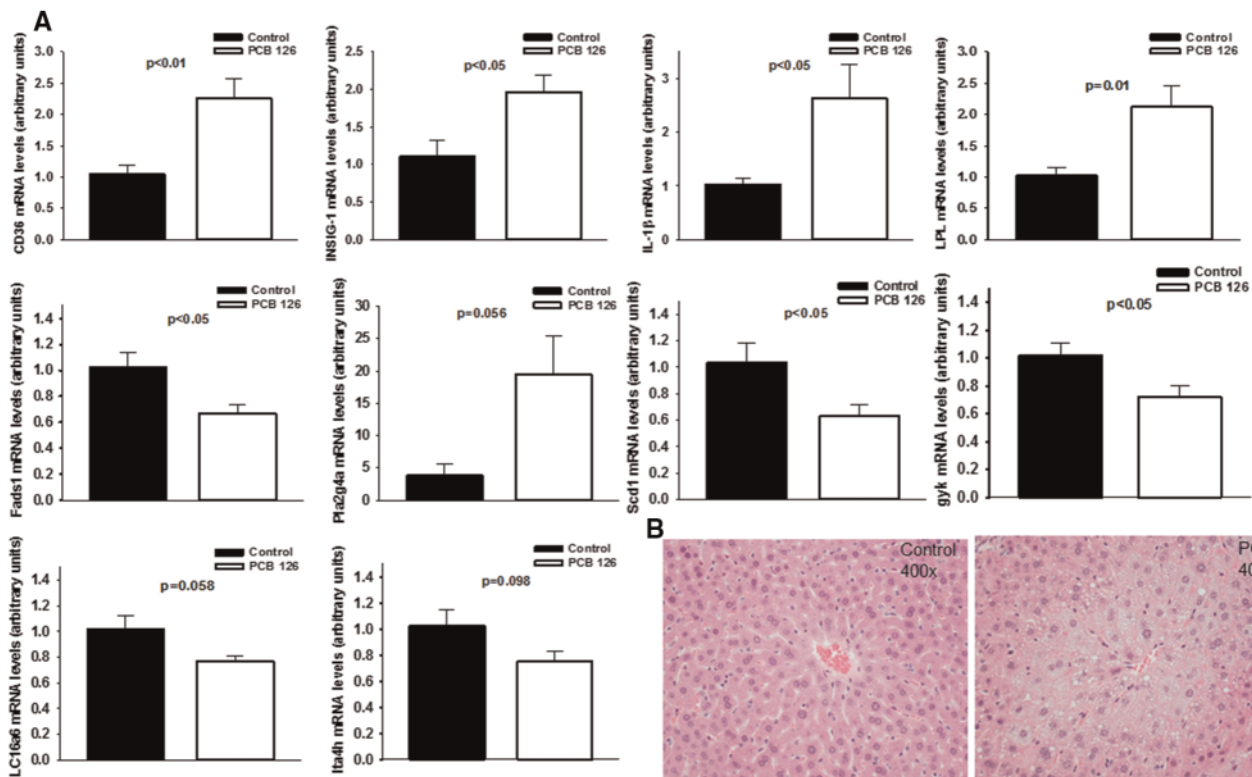 A
Control
PCB 126
p<0.01
CD36 mRNA levels (arbitrary units)
3.0
2.5
2.0
1.5
1.0
0.5
0.0
Control
PCB 126
p<0.05
INSIG-1 mRNA levels (arbitrary units)
2.5
2.0
1.5
1.0
0.5
0.0
Control
PCB 126
p<0.05
IL-1β mRNA levels (arbitrary units)
3
2
1
0
Control
PCB 126
p=0.01
LPL mRNA levels (arbitrary units)
3.0
2.5
2.0
1.5
1.0
0.5
0.0
Control
PCB 126
p<0.05
Fads1 mRNA levels (arbitrary units)
1.4
1.2
1.0
0.8
0.6
0.4
0.2
0.0
Control
PCB 126
p=0.056
Pla2g4a mRNA levels (arbitrary units)
30
25
20
15
10
5
0
Control
PCB 126
p<0.05
Scd1 mRNA levels (arbitrary units)
1.4
1.2
1.0
0.8
0.6
0.4
0.2
0.0
Control
PCB 126
p<0.05
gyk mRNA levels (arbitrary units)
1.4
1.2
1.0
0.8
0.6
0.4
0.2
0.0
Control
PCB 126
p=0.058
LC16a6 mRNA levels (arbitrary units)
1.4
1.2
1.0
0.8
0.6
0.4
0.2
0.0
Control
PCB 126
p=0.098
lta4h mRNA levels (arbitrary units)
1.4
1.2
1.0
0.8
0.6
0.4
0.2
0.0
B
Control
400x
P
40